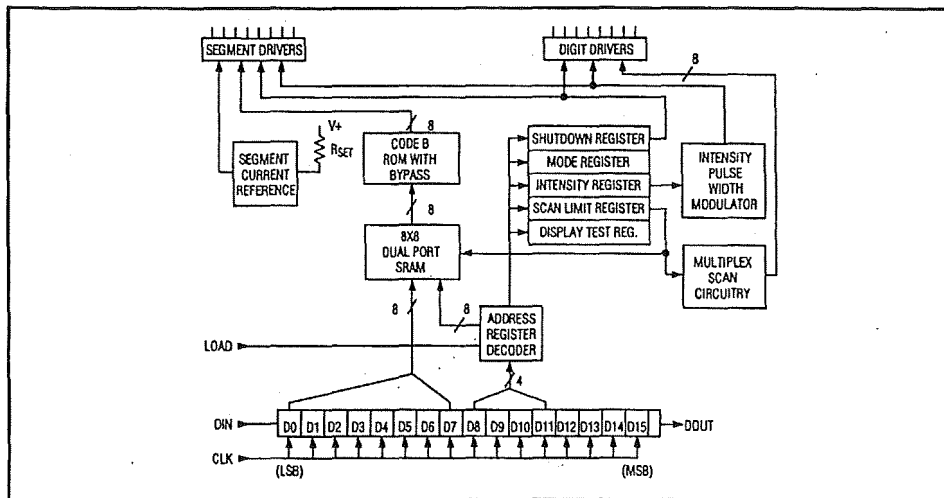 SEGMENT DRIVERS
DIGIT DRIVERS
8
V+
RSET
8
SEGMENT
CURRENT
REFERENCE
CODE B
ROM WITH
BYPASS
SHUTDOWN REGISTER
MODE REGISTER
INTENSITY REGISTER
SCAN LIMIT REGISTER
DISPLAY TEST REG.
INTENSITY
PULSE
WIDTH
MODULATOR
8
8X8
DUAL PORT
SRAM
MULTIPLEX
SCAN
CIRCUITRY
8
8
ADDRESS
REGISTER
DECODER
LOAD
4
DIN
D0 D1 D2 D3 D4 D5 D6 D7 D8 D9 D10 D11 D12 D13 D14 D15
DOUT
CLK
(LSB)
(MSB)